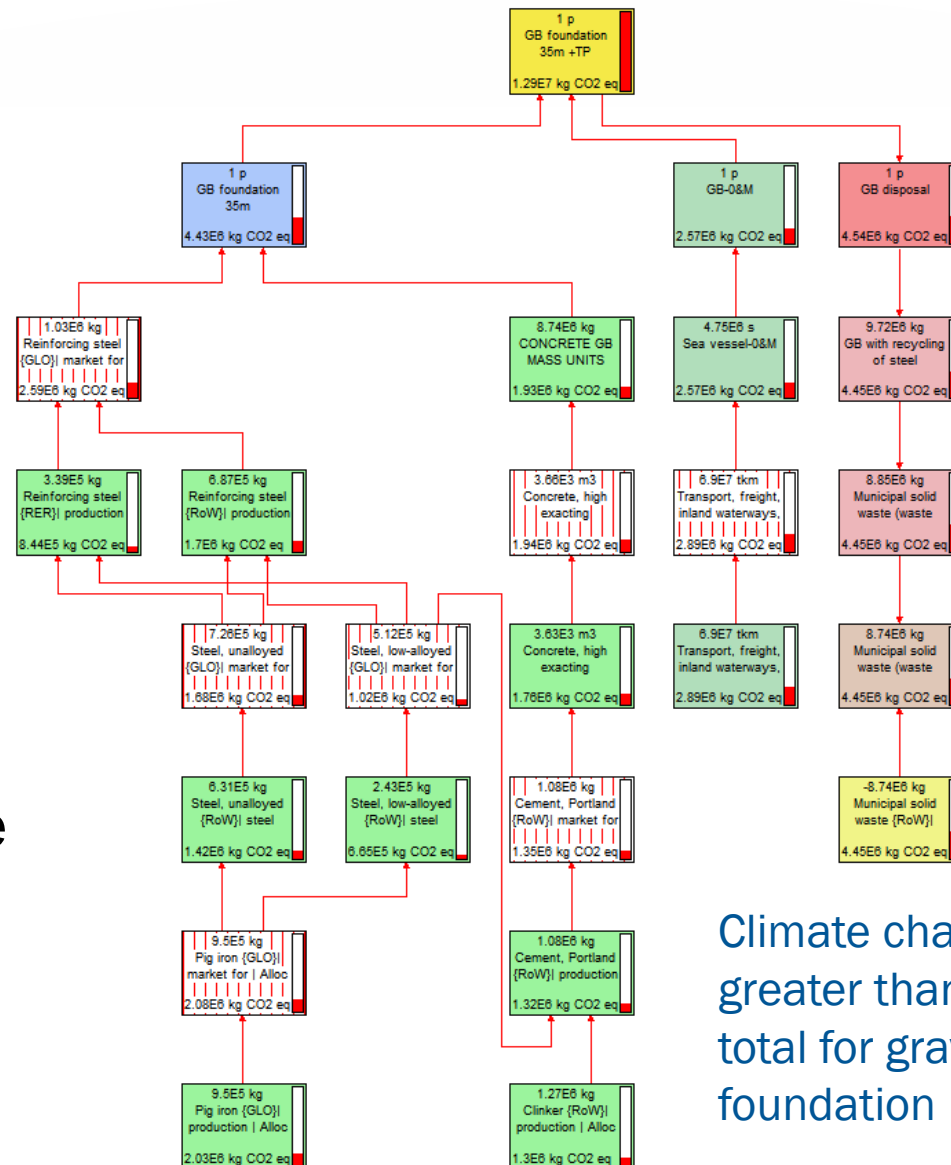 1 p
GB foundation
35m +TP
1.29E7 kg CO2 eq
1 p
GB foundation
35m
4.43E6 kg CO2 eq
1 p
GB-0&M
2.57E6 kg CO2 eq
1 p
GB disposal
4.54E6 kg CO2 eq
1.03E6 kg
Reinforcing steel
{GLO}| market for
2.59E6 kg CO2 eq
8.74E6 kg
CONCRETE GB
MASS UNITS
1.93E6 kg CO2 eq
4.75E6 s
Sea vessel-0&M
2.57E6 kg CO2 eq
9.72E6 kg
GB with recycling
of steel
4.45E6 kg CO2 eq
3.39E5 kg
Reinforcing steel
{RER}| production
8.44E5 kg CO2 eq
6.87E5 kg
Reinforcing steel
{RoW}| production
1.7E6 kg CO2 eq
3.66E3 m3
Concrete, high
exacting
1.94E6 kg CO2 eq
6.9E7 tkm
Transport, freight,
inland waterways,
2.89E6 kg CO2 eq
8.85E6 kg
Municipal solid
waste (waste
4.45E6 kg CO2 eq
7.26E5 kg
Steel, unalloyed
{GLO}| market for
1.68E6 kg CO2 eq
5.12E5 kg
Steel, low-alloyed
{GLO}| market for
1.02E6 kg CO2 eq
3.63E3 m3
Concrete, high
exacting
1.76E6 kg CO2 eq
6.9E7 tkm
Transport, freight,
inland waterways,
2.89E6 kg CO2 eq
8.74E6 kg
Municipal solid
waste (waste
4.45E6 kg CO2 eq
6.31E5 kg
Steel, unalloyed
{RoW}| steel
1.42E6 kg CO2 eq
2.43E5 kg
Steel, low-alloyed
{RoW}| steel
6.65E5 kg CO2 eq
1.08E6 kg
Cement, Portland
{RoW}| market for
1.35E6 kg CO2 eq
-8.74E6 kg
Municipal solid
waste {RoW}|
4.45E6 kg CO2 eq
e
9.5E5 kg
Pig iron {GLO}|
market for | Alloc
2.08E6 kg CO2 eq
1.08E6 kg
Cement, Portland
{RoW}| production
1.32E6 kg CO2 eq
9.5E5 kg
Pig iron {GLO}|
production | Alloc
2.03E6 kg CO2 eq
1.27E6 kg
Clinker {RoW}|
production | Alloc
1.3E6 kg CO2 eq
Climate cha
greater than
total for grav
foundation